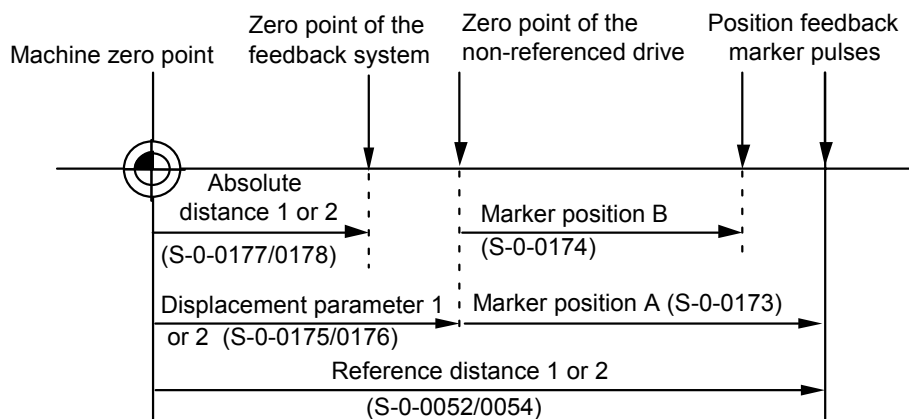 Machine zero point
Zero point of the
feedback system
Zero point of the
non-referenced drive
Position feedback
marker pulses
Absolute
distance 1 or 2
(S-0-0177/0178)
Marker position B
(S-0-0174)
Displacement parameter 1
or 2 (S-0-0175/0176)
Marker position A (S-0-0173)
Reference distance 1 or 2
(S-0-0052/0054)